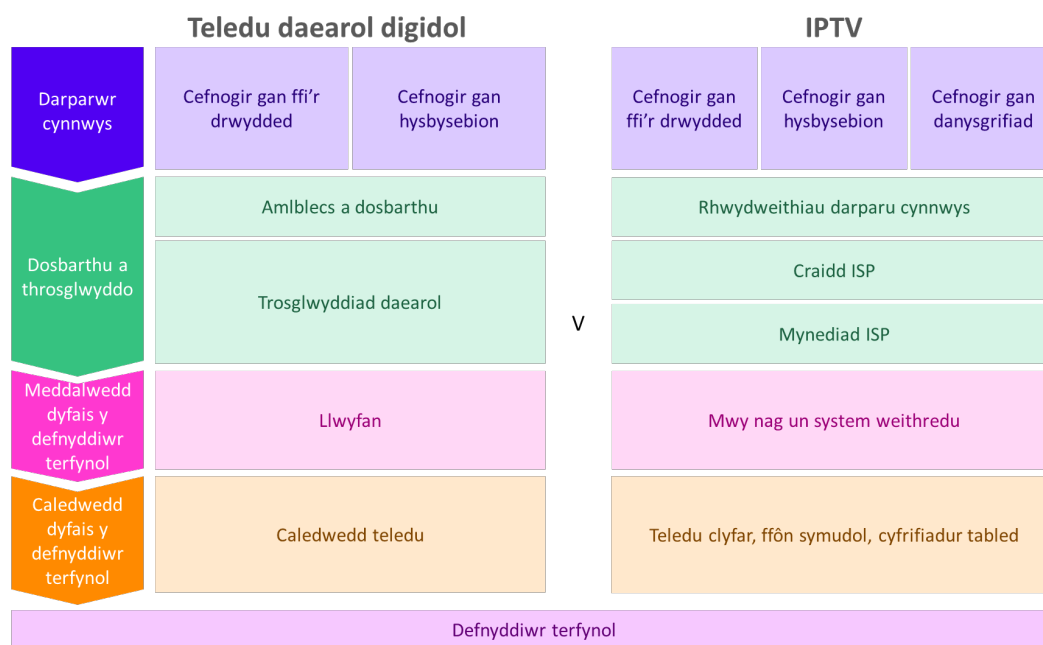 Teledu daearol digidol
IPTV
Darparwr
cynnwys
Cefnogir gan ffi’r
drwydded
Cefnogir gan
hysbysebion
Cefnogir gan
ffi’r drwydded
Cefnogir gan
hysbysebion
Cefnogir gan
danysgrifiad
Dosbarthu a
throsglwyddo
Amlblecs a dosbarthu
Trosglwyddiad daearol
V
Rhwydweithiau darparu cynnwys
Craidd ISP
Mynediad ISP
Meddalwedd
dyfais y
defnyddiwr
terfynol
Llwyfan
Mwy nag un system weithredu
Caledwedd
dyfais y
defnyddiwr
terfynol
Caledwedd teledu
Teledu clyfar, ffôn symudol, cyfrifiadur tabled
Defnyddiwr terfynol